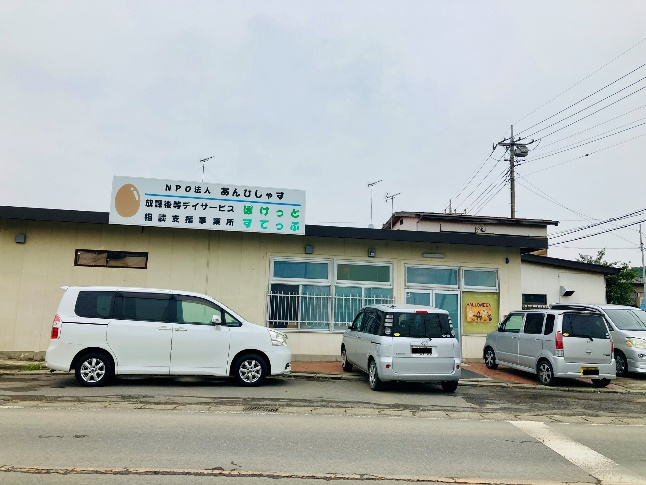 NPO法人 あんびしゃす
放課後等デイサービス ぽけっと
相談支援事業所 すてっぷ
HALLOWEEN